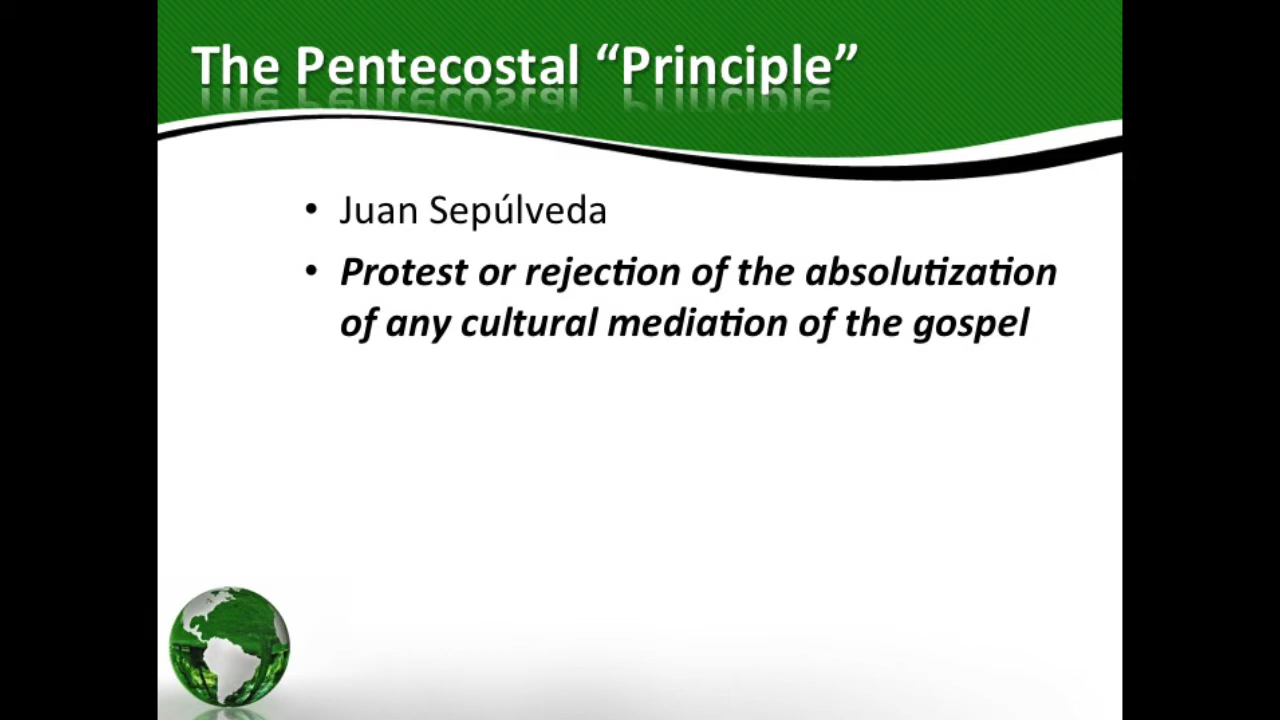 The Pentecostal “Principle”
• Juan Sepúlveda
• Protest or rejection of the absolutization
of any cultural mediation of the gospel